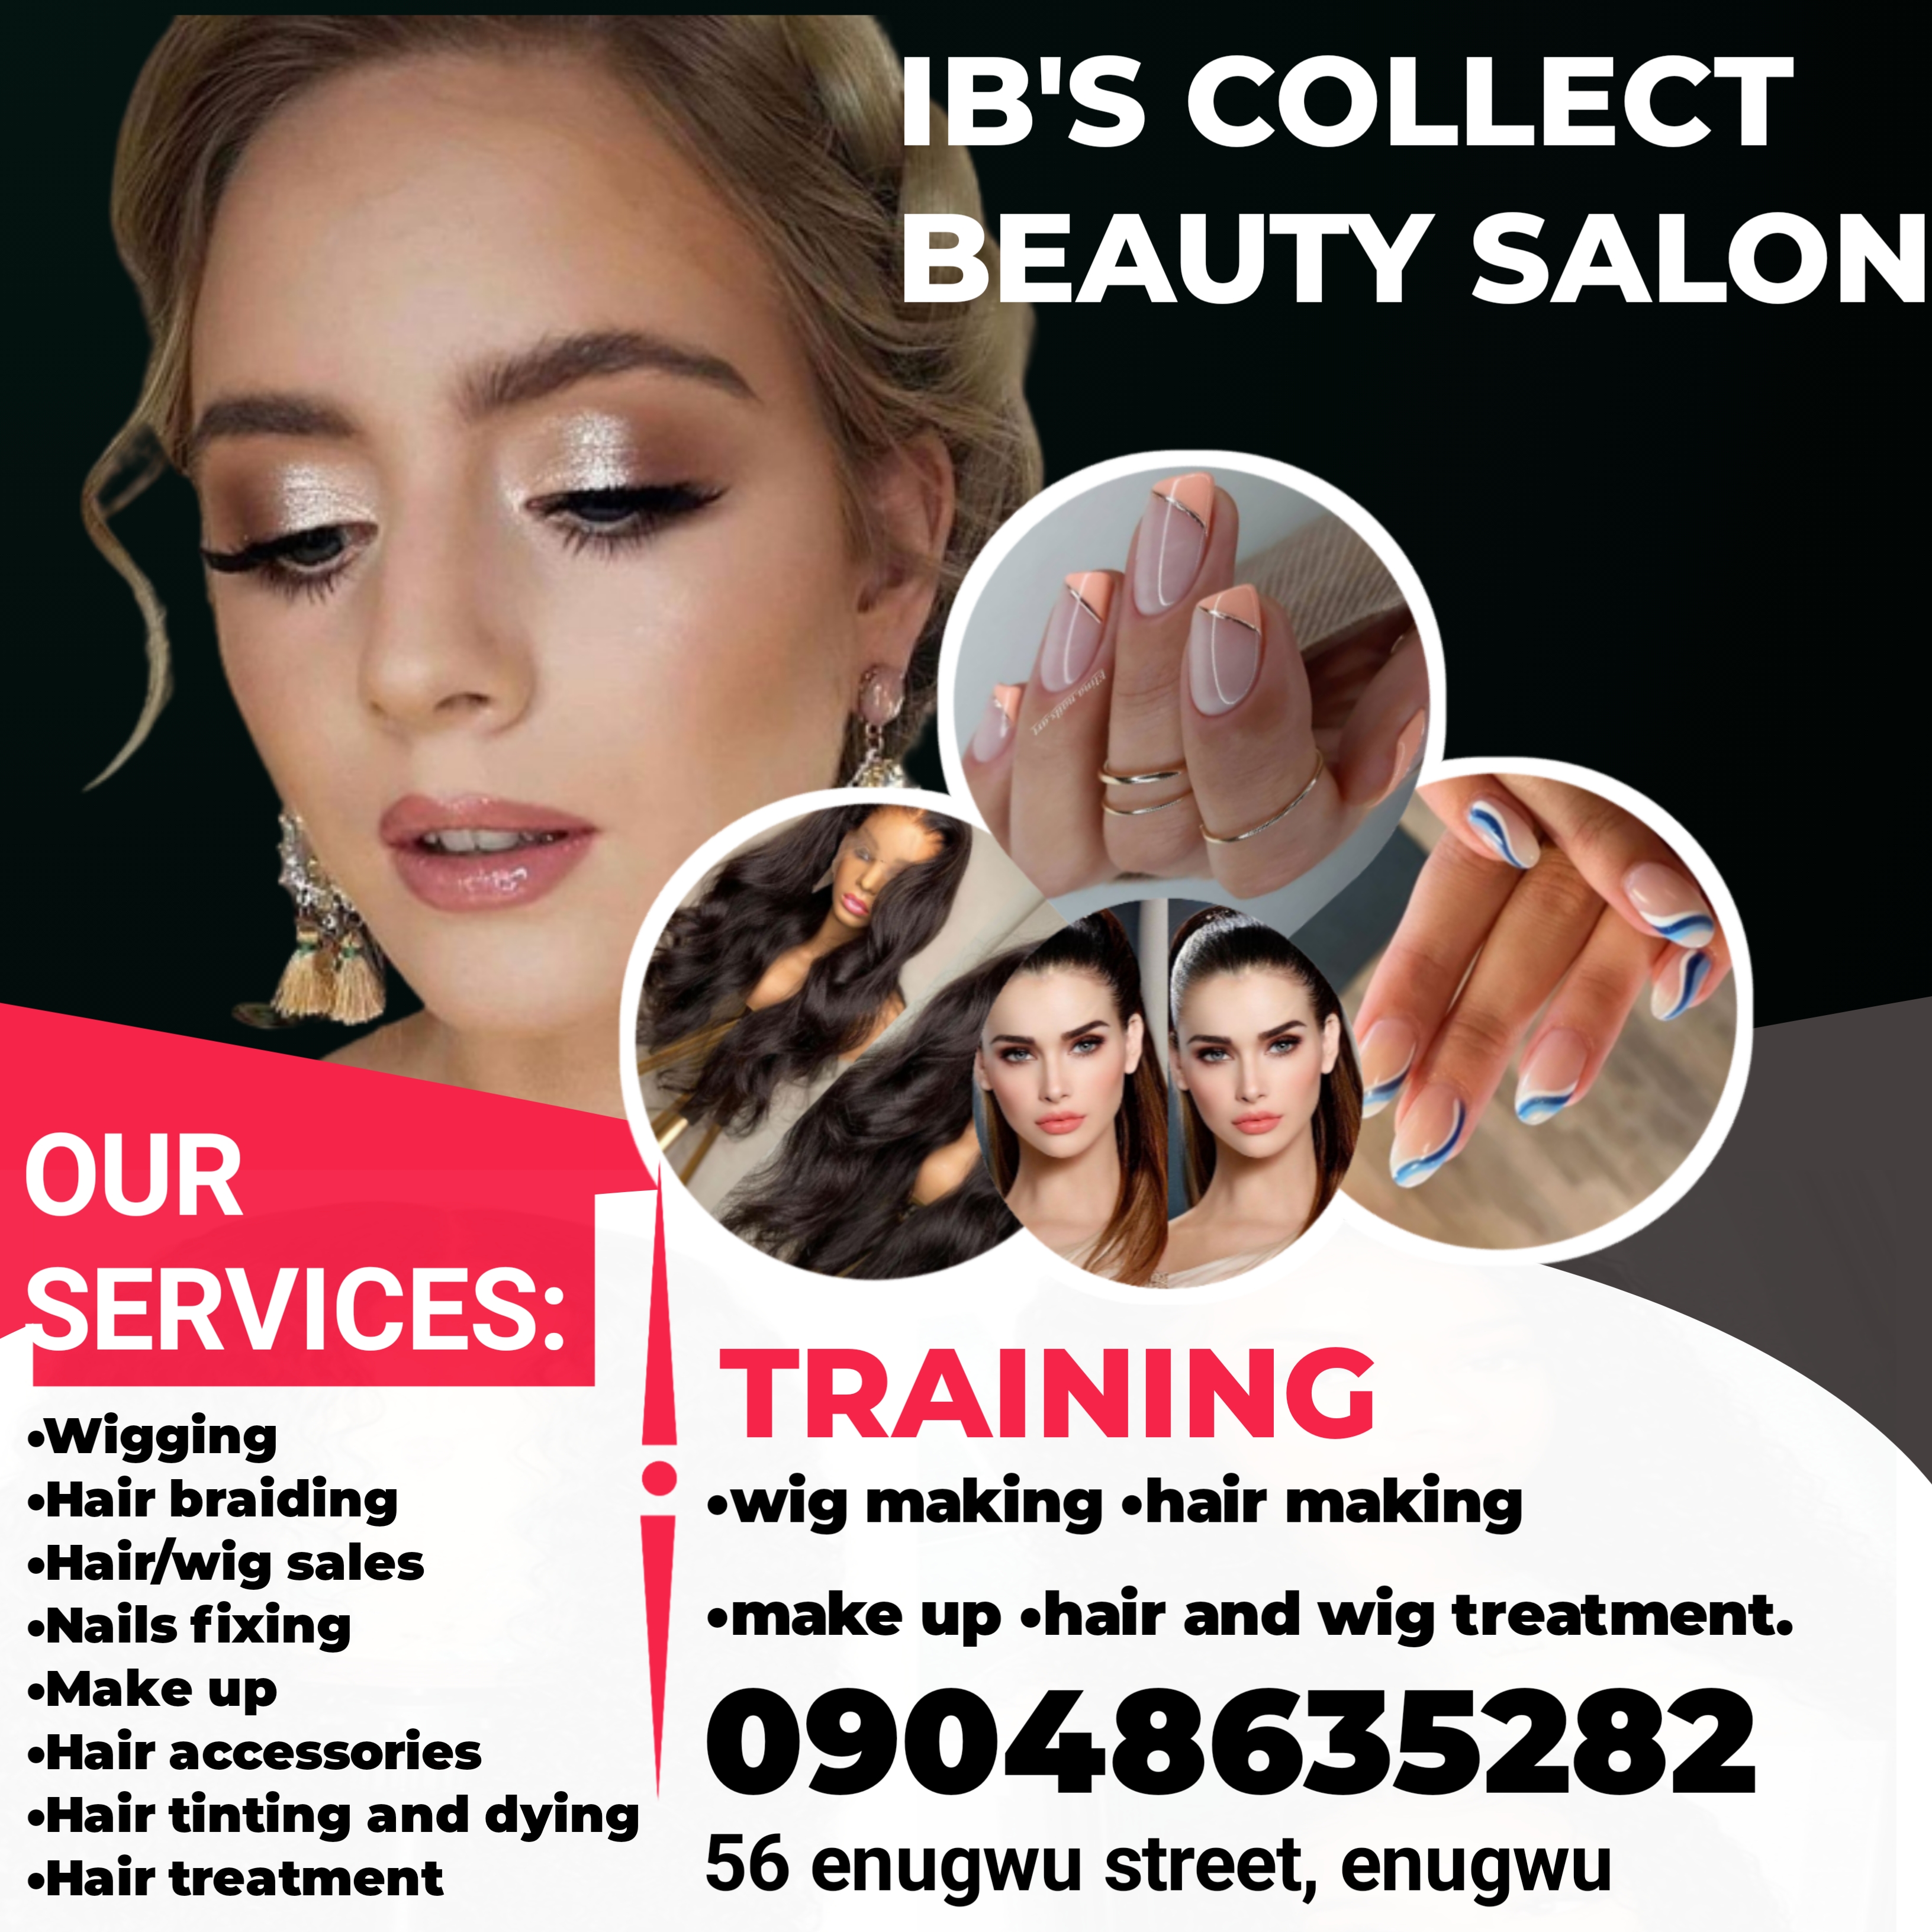 IB'S COLLECT
BEAUTY SALON
OUR
SERVICES:
•Wigging
•Hair braiding
•Hair/wig sales
•Nails fixing
•Make up
•Hair accessories
•Hair tinting and dying
•Hair treatment
TRAINING
•wig making •hair making
•make up •hair and wig treatment.
09048635282
56 enugwu street, enugwu